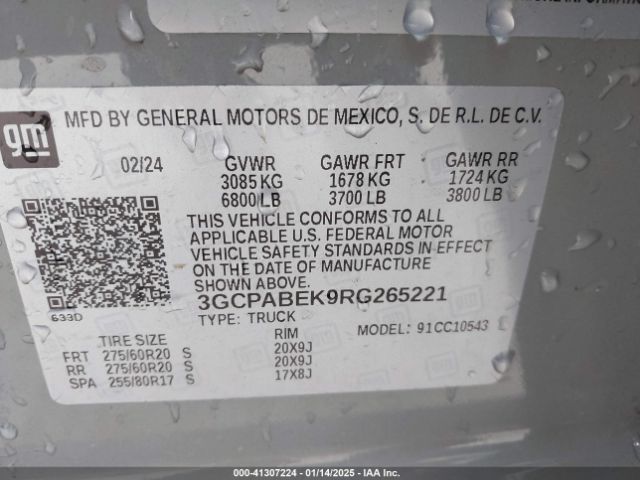 gm
MFD BY GENERAL MOTORS DE MEXICO, S. DE R.L. DE C.V.
02/24 GVWR GAWR FRT GAWR RR
3085 KG 1678 KG 1724 KG
6800 LB 3700 LB 3800 LB
THIS VEHICLE CONFORMS TO ALL
APPLICABLE U.S. FEDERAL MOTOR
VEHICLE SAFETY STANDARDS IN EFFECT
ON THE DATE OF MANUFACTURE
SHOWN ABOVE.
633D
3GCPABEK9RG265221
TYPE: TRUCK MODEL: 91CC10543
TIRE SIZE RIM
FRT 275/60R20 S 20X9J
RR 275/60R20 S 20X9J
SPA 255/80R17 S 17X8J
000-41307224 - 01/14/2025 - IAA Inc.